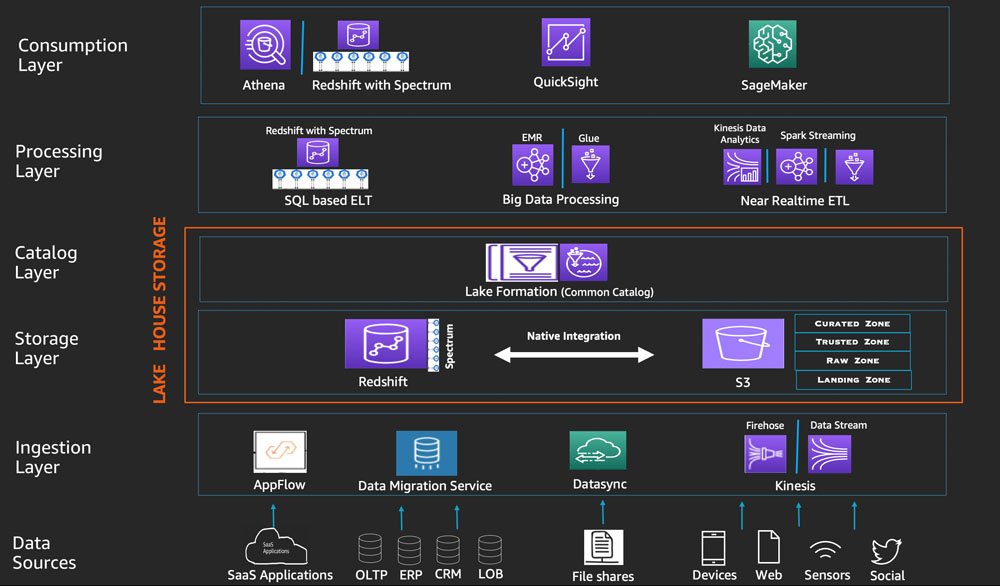 Consumption
Layer
Athena
Redshift with Spectrum
QuickSight
SageMaker
Processing
Layer
Redshift with Spectrum
SQL based ELT
EMR
Glue
Big Data Processing
Kinesis Data
Analytics
Spark Streaming
Near Realtime ETL
LAKE HOUSE STORAGE
Catalog
Layer
Lake Formation (Common Catalog)
Storage
Layer
Redshift
Spectrum
Native Integration
S3
CURATED ZONE
TRUSTED ZONE
RAW ZONE
LANDING ZONE
Ingestion
Layer
AppFlow
Data Migration Service
Datasync
Firehose
Data Stream
Kinesis
Data
Sources
SaaS
Applications
SaaS Applications
OLTP
ERP
CRM
LOB
File shares
Devices
Web
Sensors
Social